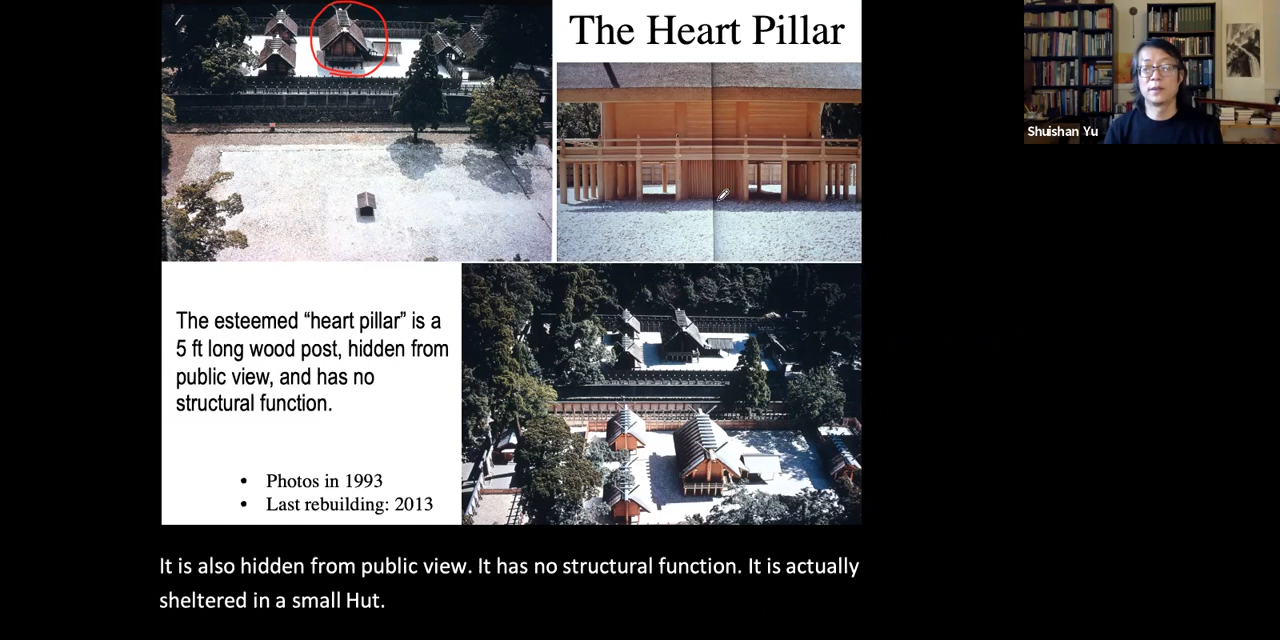 The Heart Pillar
Shuishan Yu
The esteemed “heart pillar” is a
5 ft long wood post, hidden from
public view, and has no
structural function.
• Photos in 1993
• Last rebuilding: 2013
It is also hidden from public view. It has no structural function. It is actually
sheltered in a small Hut.